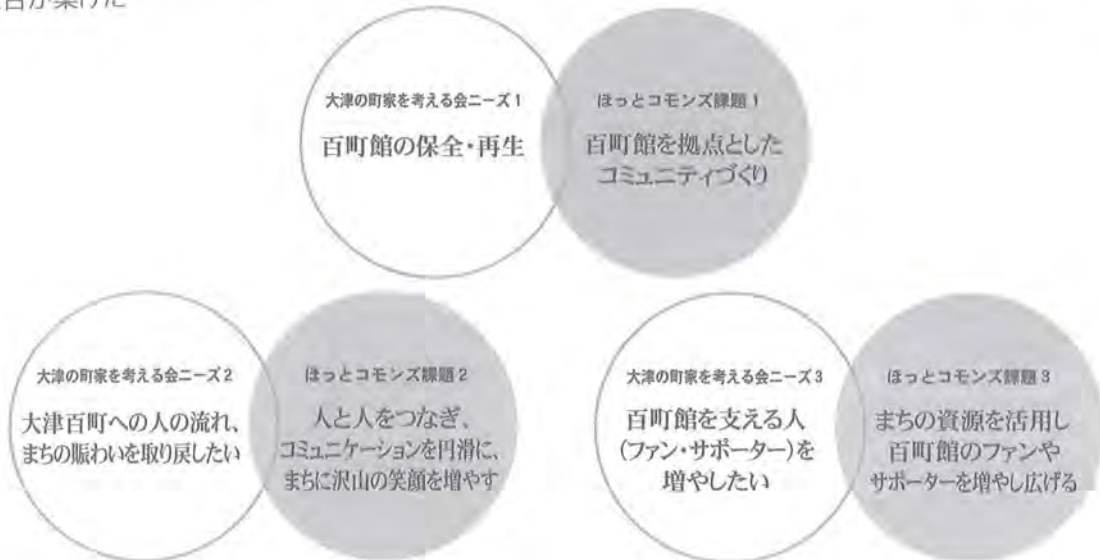 大津の町家を考える会ニーズ1
百町館の保全・再生
ほっとコモンズ課題1
百町館を拠点とした
コミュニティづくり
大津の町家を考える会ニーズ2
大津百町への人の流れ、
まちの賑わいを取り戻したい
ほっとコモンズ課題2
人と人をつなぎ、
コミュニケーションを円滑に、
まちに沢山の笑顔を増やす
大津の町家を考える会ニーズ3
百町館を支える人
(ファン・サポーター)を
増やしたい
ほっとコモンズ課題3
まちの資源を活用し
百町館のファンや
サポーターを増やし広げる